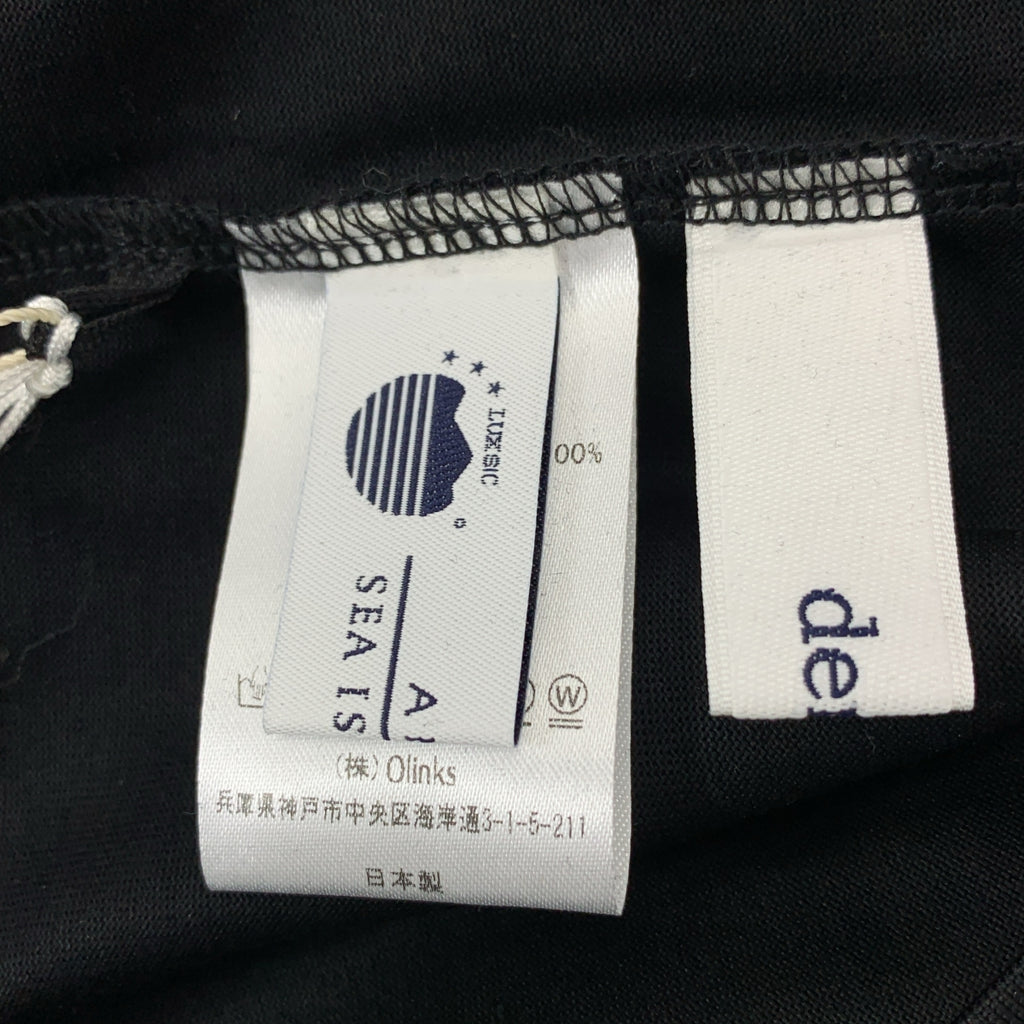 LUXSIC
SEA IS
00%
W
(株) Olinks
兵庫県神戸市中央区海岸通3-1-5-211
日本製
de